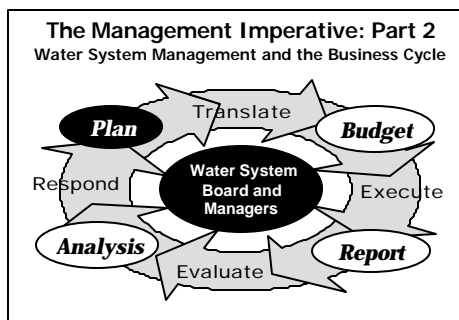 The Management Imperative: Part 2
Water System Management and the Business Cycle
Translate
Plan
Budget
Water System
Board and
Managers
Respond
Execute
Analysis
Report
Evaluate